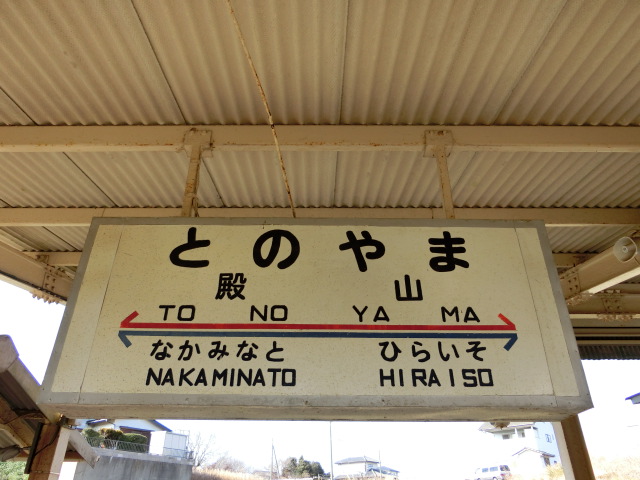 とのやま
殿 山
TO NO YA MA
なかみなと ひらいそ
NAKAMINATO HIRAISO